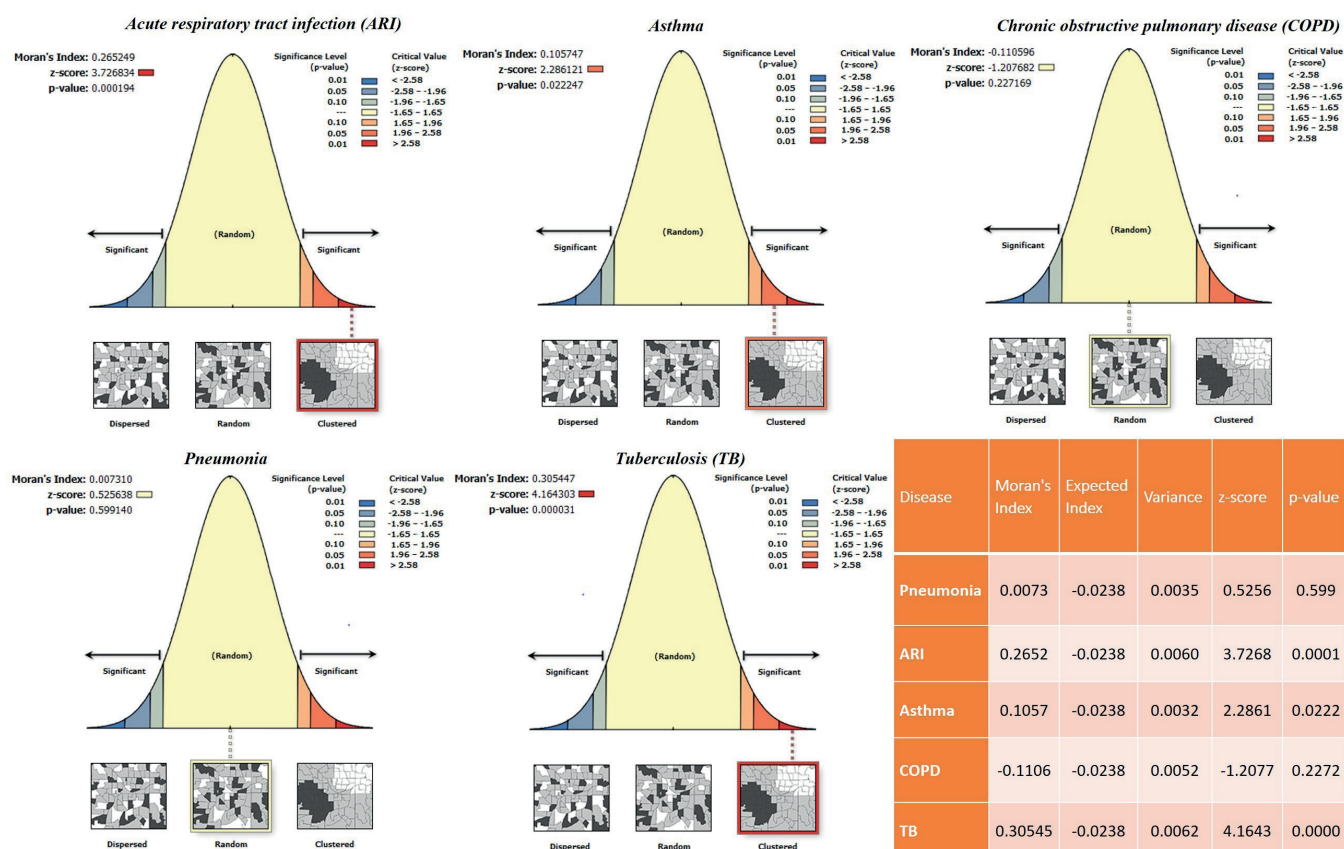 Acute respiratory tract infection (ARI)
Moran's Index: 0.265249
z-score: 3.726834
p-value: 0.000194
Significance Level (p-value)
Critical Value (z-score)
0.01 < -2.58
0.05 -2.58 – -1.96
0.10 -1.96 – -1.65
--- -1.65 – 1.65
0.10 1.65 – 1.96
0.05 1.96 – 2.58
0.01 > 2.58
Significant
(Random)
Significant
Dispersed
Random
Clustered
Asthma
Moran's Index: 0.105747
z-score: 2.286121
p-value: 0.022247
Significance Level (p-value)
Critical Value (z-score)
0.01 < -2.58
0.05 -2.58 – -1.96
0.10 -1.96 – -1.65
--- -1.65 – 1.65
0.10 1.65 – 1.96
0.05 1.96 – 2.58
0.01 > 2.58
Significant
(Random)
Significant
Dispersed
Random
Clustered
Chronic obstructive pulmonary disease (COPD)
Moran's Index: -0.110596
z-score: -1.207682
p-value: 0.227169
Significance Level (p-value)
Critical Value (z-score)
0.01 < -2.58
0.05 -2.58 – -1.96
0.10 -1.96 – -1.65
--- -1.65 – 1.65
0.10 1.65 – 1.96
0.05 1.96 – 2.58
0.01 > 2.58
Significant
(Random)
Significant
Dispersed
Random
Clustered
Pneumonia
Moran's Index: 0.007310
z-score: 0.525638
p-value: 0.599140
Significance Level (p-value)
Critical Value (z-score)
0.01 < -2.58
0.05 -2.58 – -1.96
0.10 -1.96 – -1.65
--- -1.65 – 1.65
0.10 1.65 – 1.96
0.05 1.96 – 2.58
0.01 > 2.58
Significant
(Random)
Significant
Dispersed
Random
Clustered
Tuberculosis (TB)
Moran's Index: 0.305447
z-score: 4.164303
p-value: 0.000031
Significance Level (p-value)
Critical Value (z-score)
0.01 < -2.58
0.05 -2.58 – -1.96
0.10 -1.96 – -1.65
--- -1.65 – 1.65
0.10 1.65 – 1.96
0.05 1.96 – 2.58
0.01 > 2.58
Significant
(Random)
Significant
Dispersed
Random
Clustered
Disease Moran's Index Expected Index Variance z-score p-value
Pneumonia 0.0073 -0.0238 0.0035 0.5256 0.599
ARI 0.2652 -0.0238 0.0060 3.7268 0.0001
Asthma 0.1057 -0.0238 0.0032 2.2861 0.0222
COPD -0.1106 -0.0238 0.0052 -1.2077 0.2272
TB 0.30545 -0.0238 0.0062 4.1643 0.0000